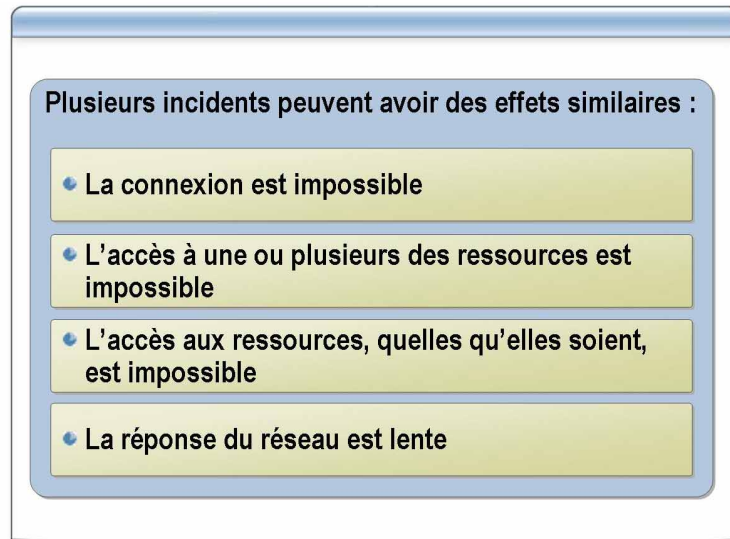 Plusieurs incidents peuvent avoir des effets similaires :
La connexion est impossible
L'accès à une ou plusieurs des ressources est
impossible
L'accès aux ressources, quelles qu'elles soient,
est impossible
La réponse du réseau est lente